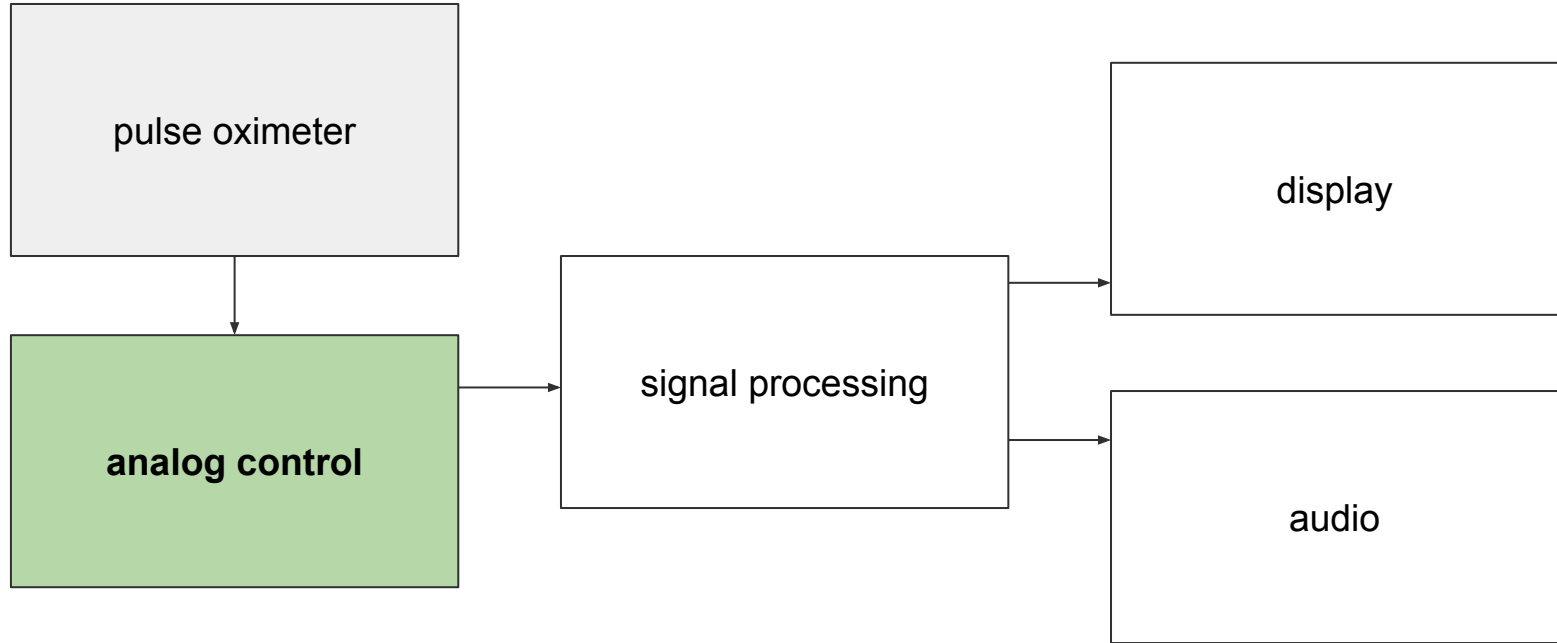 pulse oximeter
analog control
signal processing
display
audio